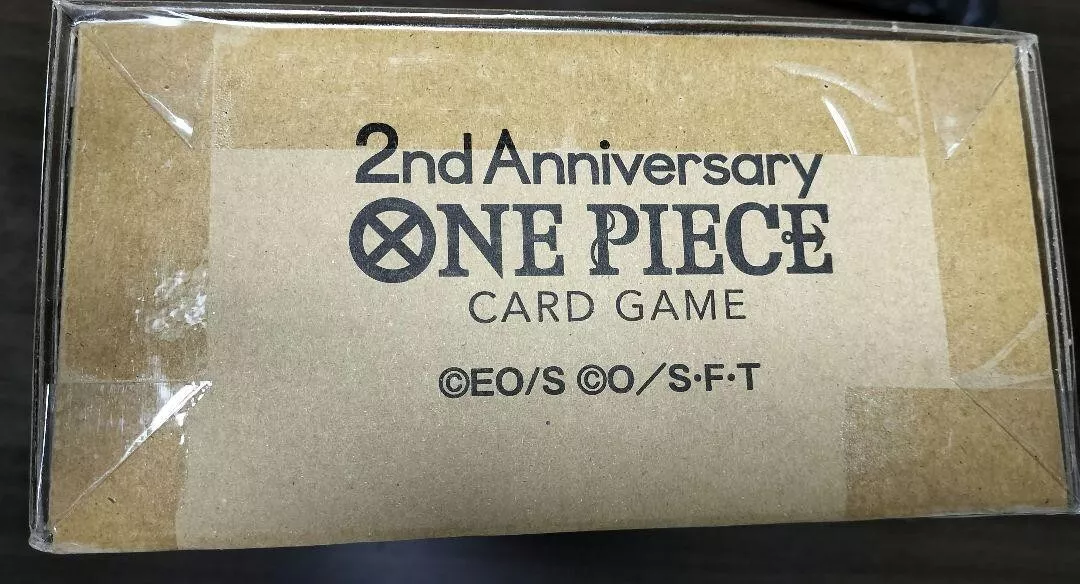 2nd Anniversary
ONE PIECE
CARD GAME
©EO/S ©O／S･F･T